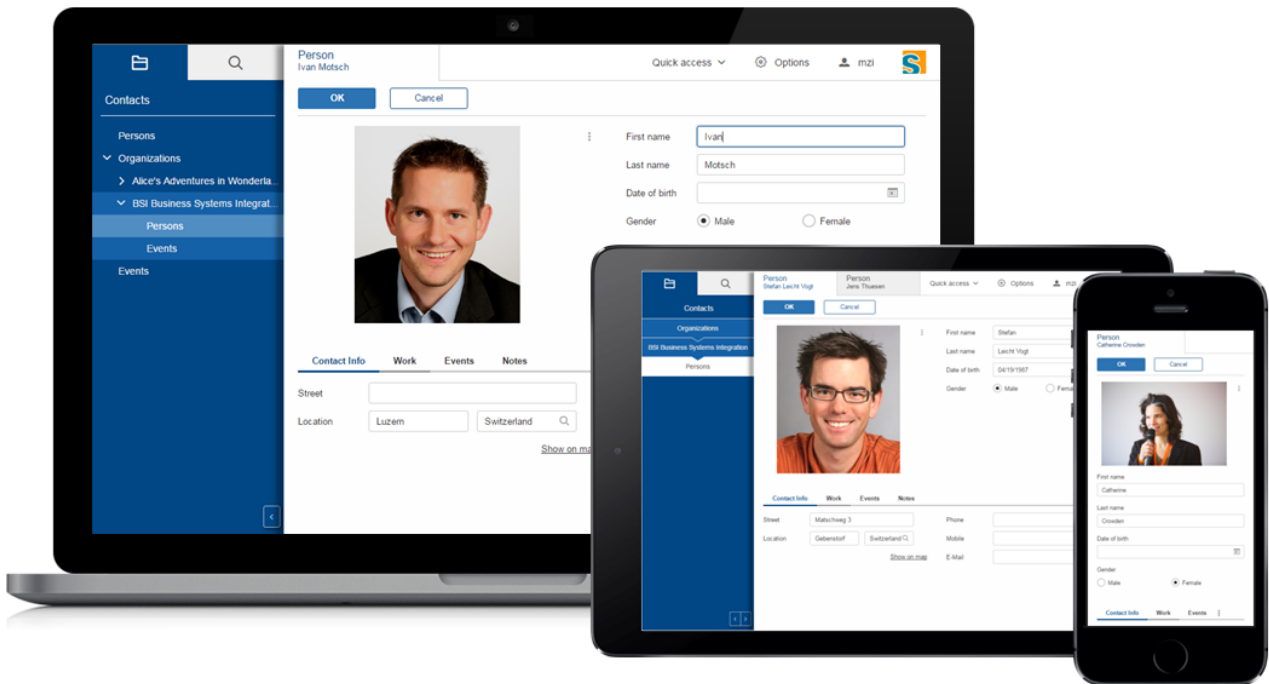 Person
Ivan Motsch
Quick access
Options
mzi
S
Contacts
OK
Cancel
Persons
Organizations
Alice's Adventures in Wonderla...
BSI Business Systems Integrat...
Persons
Events
Events
First name
Ivan
Last name
Motsch
Date of birth
Gender
Male
Female
Contact Info Work Events Notes
Street
Location Luzern Switzerland
Show on ma
Person
Stefan Leicht Vogt
Person
Jens Thuesen
Quick access
Options
mzi
Contacts
Organizations
BSI Business Systems Integration
Persons
OK
Cancel
First name Stefan
Last name Leicht Vogt
Date of birth 04/19/1987
Gender Male Fema
Contact Info Work Events Notes
Street Matschweg 3 Phone
Location Gebenstorf Switzerland Mobile
Show on map E-Mail
Person
Catherine Crowden
OK
Cancel
First name
Catherine
Last name
Crowden
Date of birth
Gender
Male Female
Contact Info Work Events